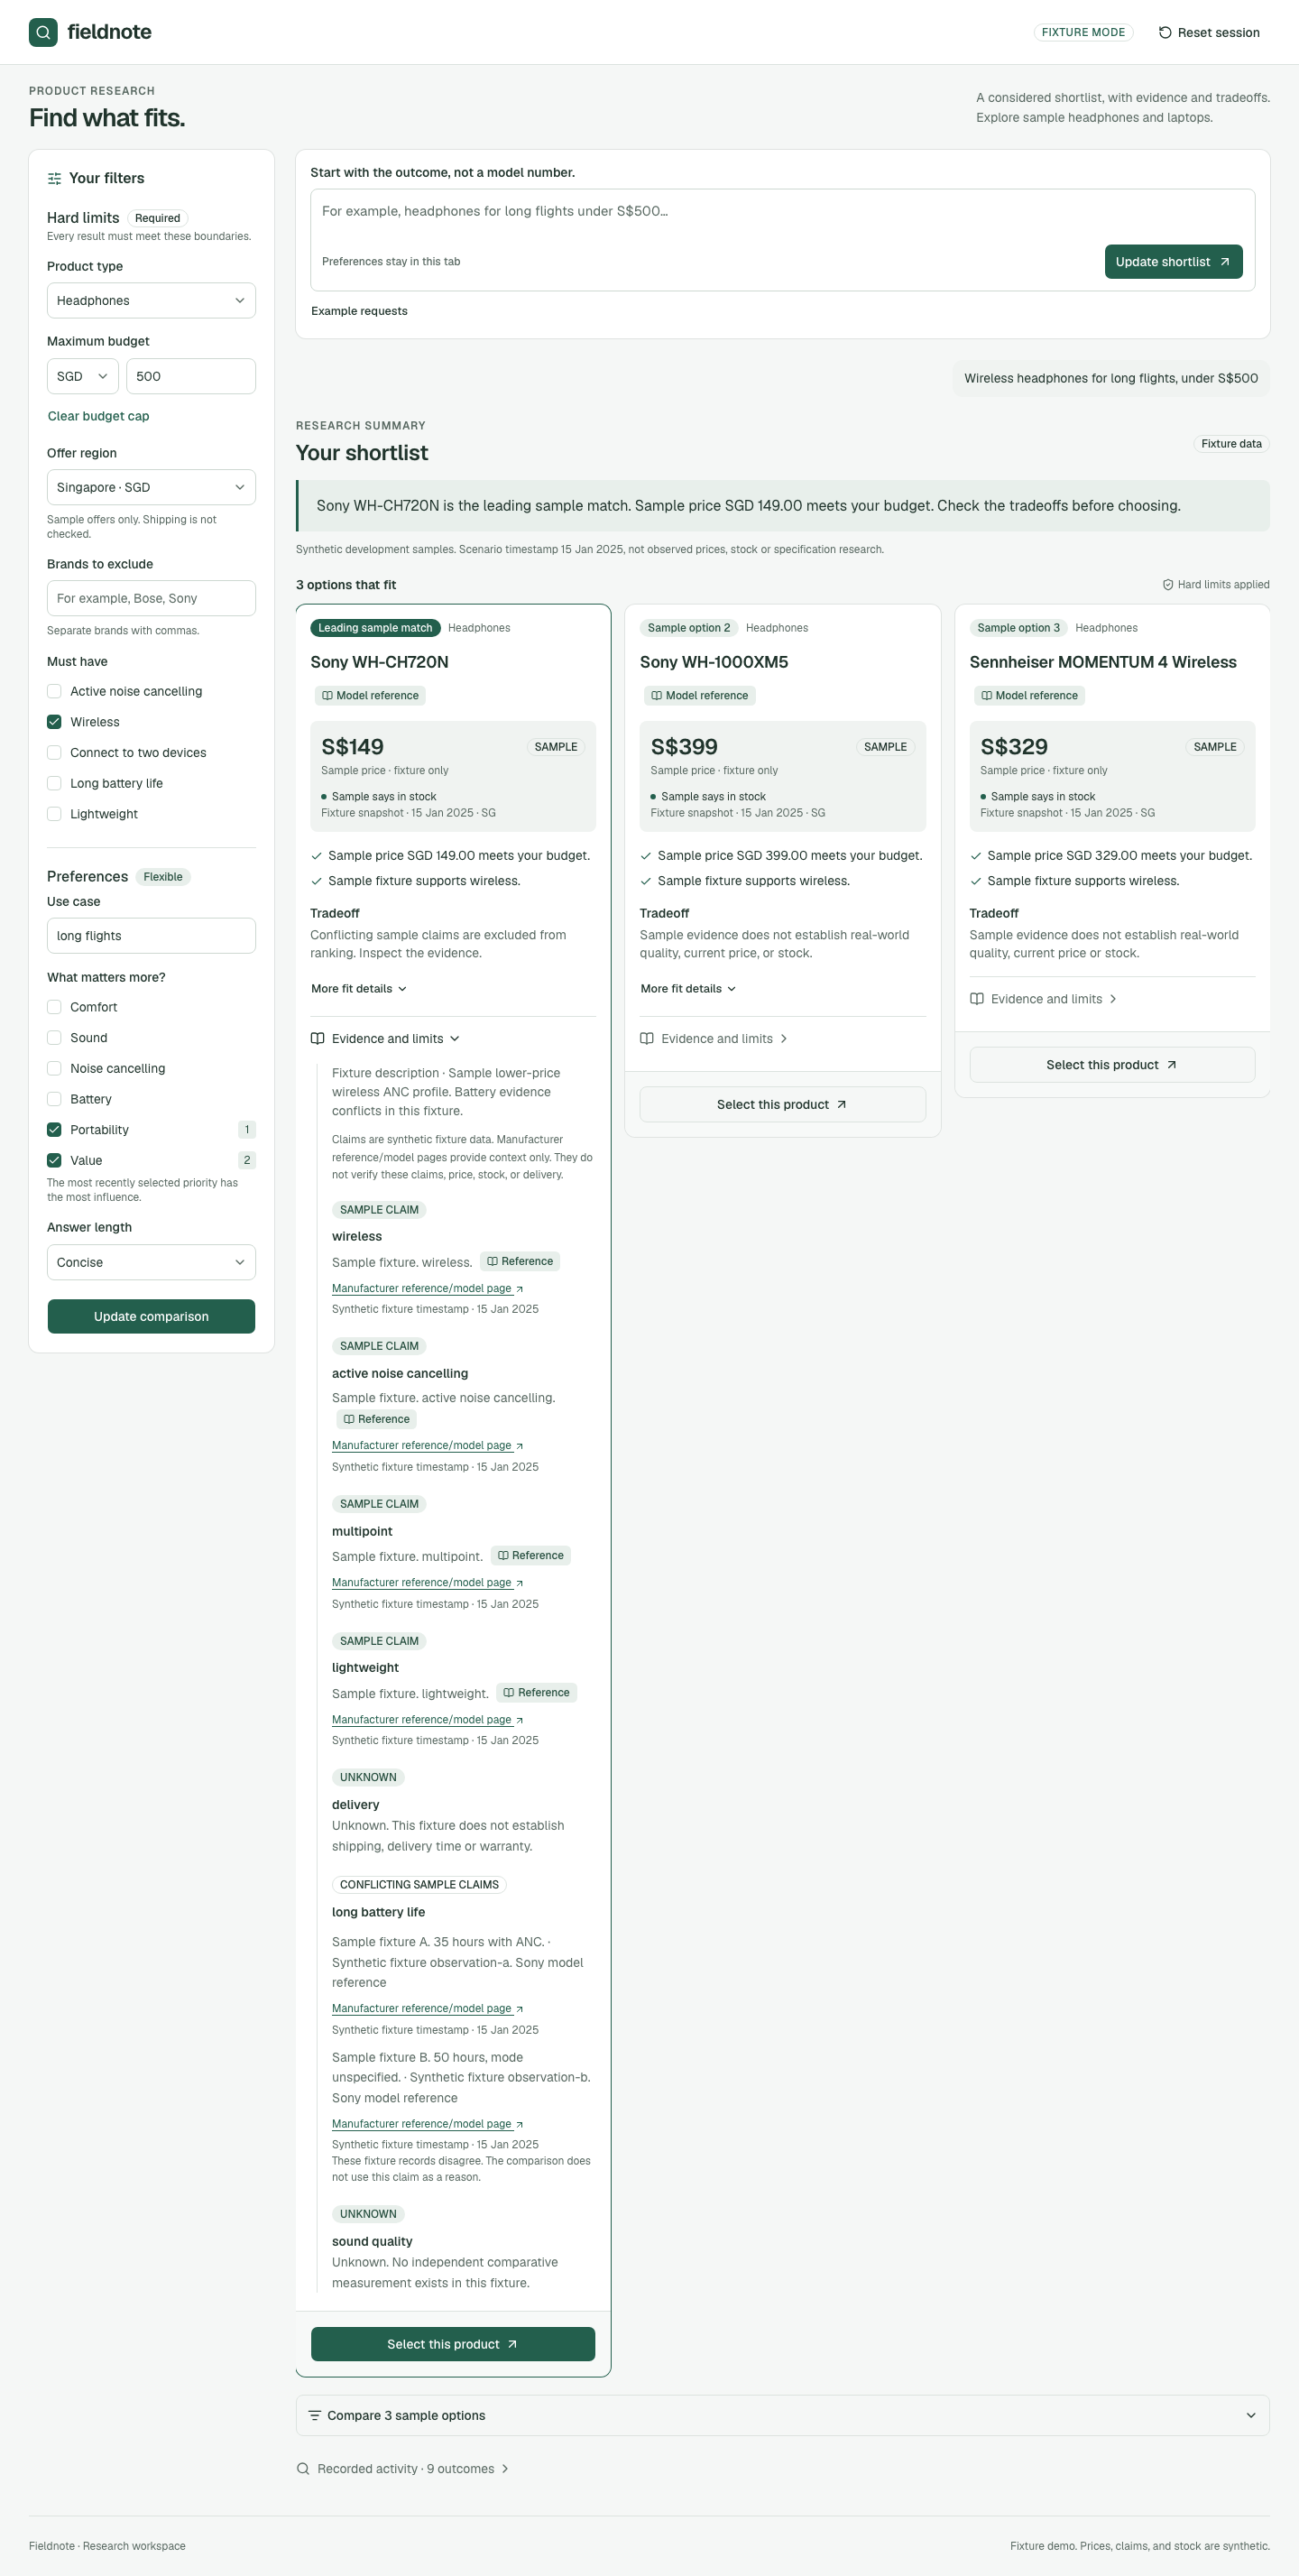 fieldnote
FIXTURE MODE
Reset session
PRODUCT RESEARCH
Find what fits.
A considered shortlist, with evidence and tradeoffs.
Explore sample headphones and laptops.
Your filters
Hard limits Required
Every result must meet these boundaries.
Product type
Headphones
Maximum budget
SGD 500
Clear budget cap
Offer region
Singapore · SGD
Sample offers only. Shipping is not
checked.
Brands to exclude
For example, Bose, Sony
Separate brands with commas.
Must have
Active noise cancelling
Wireless
Connect to two devices
Long battery life
Lightweight
Preferences Flexible
Use case
long flights
What matters more?
Comfort
Sound
Noise cancelling
Battery
Portability 1
Value 2
The most recently selected priority has
the most influence.
Answer length
Concise
Update comparison
Start with the outcome, not a model number.
For example, headphones for long flights under S$500...
Preferences stay in this tab
Update shortlist
Example requests
Wireless headphones for long flights, under S$500
RESEARCH SUMMARY
Your shortlist
Fixture data
Sony WH-CH720N is the leading sample match. Sample price SGD 149.00 meets your budget. Check the tradeoffs before choosing.
Synthetic development samples. Scenario timestamp 15 Jan 2025, not observed prices, stock or specification research.
3 options that fit
Hard limits applied
Leading sample match Headphones
Sony WH-CH720N
Model reference
S$149 SAMPLE
Sample price · fixture only
Sample says in stock
Fixture snapshot · 15 Jan 2025 · SG
Sample price SGD 149.00 meets your budget.
Sample fixture supports wireless.
Tradeoff
Conflicting sample claims are excluded from
ranking. Inspect the evidence.
More fit details
Evidence and limits
Fixture description · Sample lower-price
wireless ANC profile. Battery evidence
conflicts in this fixture.
Claims are synthetic fixture data. Manufacturer
reference/model pages provide context only. They do
not verify these claims, price, stock, or delivery.
SAMPLE CLAIM
wireless
Sample fixture. wireless. Reference
Manufacturer reference/model page
Synthetic fixture timestamp · 15 Jan 2025
SAMPLE CLAIM
active noise cancelling
Sample fixture. active noise cancelling.
Reference
Manufacturer reference/model page
Synthetic fixture timestamp · 15 Jan 2025
SAMPLE CLAIM
multipoint
Sample fixture. multipoint. Reference
Manufacturer reference/model page
Synthetic fixture timestamp · 15 Jan 2025
SAMPLE CLAIM
lightweight
Sample fixture. lightweight. Reference
Manufacturer reference/model page
Synthetic fixture timestamp · 15 Jan 2025
UNKNOWN
delivery
Unknown. This fixture does not establish
shipping, delivery time or warranty.
CONFLICTING SAMPLE CLAIMS
long battery life
Sample fixture A. 35 hours with ANC. ·
Synthetic fixture observation-a. Sony model
reference
Manufacturer reference/model page
Synthetic fixture timestamp · 15 Jan 2025
Sample fixture B. 50 hours, mode
unspecified. · Synthetic fixture observation-b.
Sony model reference
Manufacturer reference/model page
Synthetic fixture timestamp · 15 Jan 2025
These fixture records disagree. The comparison does
not use this claim as a reason.
UNKNOWN
sound quality
Unknown. No independent comparative
measurement exists in this fixture.
Select this product
Sample option 2 Headphones
Sony WH-1000XM5
Model reference
S$399 SAMPLE
Sample price · fixture only
Sample says in stock
Fixture snapshot · 15 Jan 2025 · SG
Sample price SGD 399.00 meets your budget.
Sample fixture supports wireless.
Tradeoff
Sample evidence does not establish real-world
quality, current price, or stock.
More fit details
Evidence and limits
Select this product
Sample option 3 Headphones
Sennheiser MOMENTUM 4 Wireless
Model reference
S$329 SAMPLE
Sample price · fixture only
Sample says in stock
Fixture snapshot · 15 Jan 2025 · SG
Sample price SGD 329.00 meets your budget.
Sample fixture supports wireless.
Tradeoff
Sample evidence does not establish real-world
quality, current price or stock.
Evidence and limits
Select this product
Compare 3 sample options
Recorded activity · 9 outcomes
Fieldnote · Research workspace
Fixture demo. Prices, claims, and stock are synthetic.